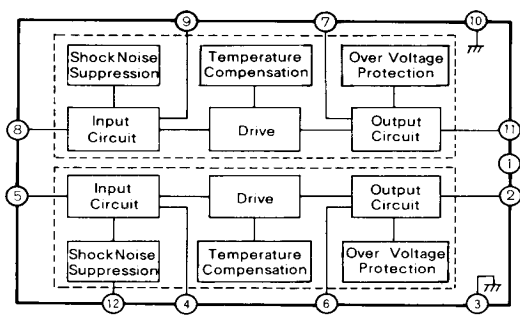 9 7 10
Shock Noise
Suppression
Temperature
Compensation
Over Voltage
Protection
8
Input
Circuit
Drive
Output
Circuit
11
1
5
Input
Circuit
Drive
Output
Circuit
2
Shock Noise
Suppression
Temperature
Compensation
Over Voltage
Protection
12 4 6 3